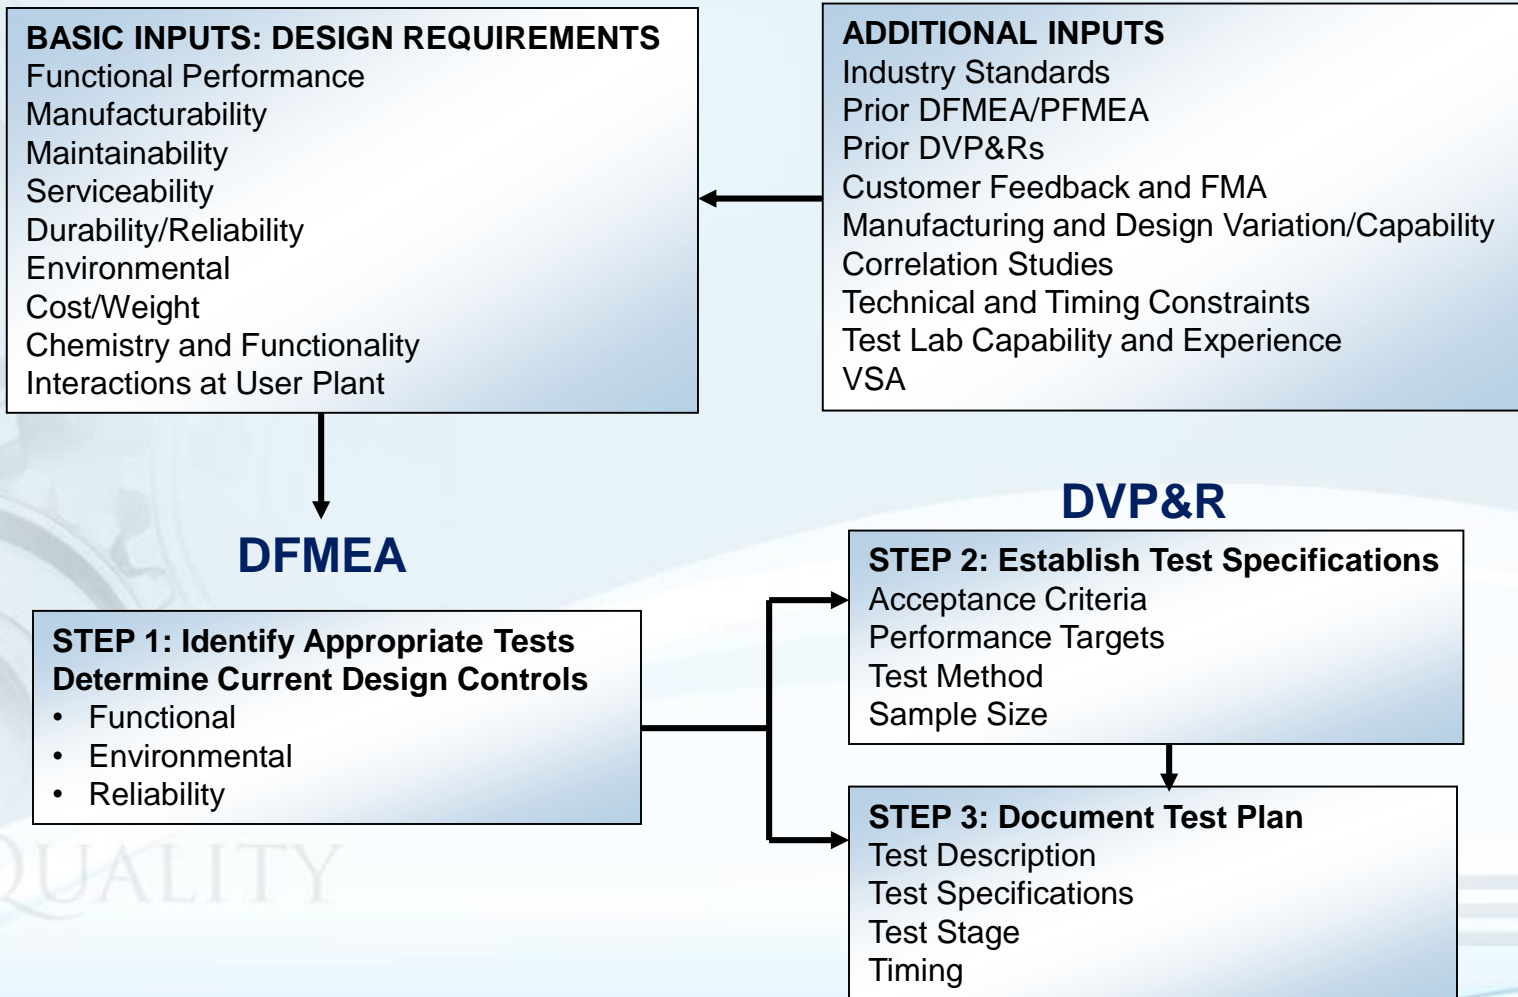 BASIC INPUTS: DESIGN REQUIREMENTS
Functional Performance
Manufacturability
Maintainability
Serviceability
Durability/Reliability
Environmental
Cost/Weight
Chemistry and Functionality
Interactions at User Plant
ADDITIONAL INPUTS
Industry Standards
Prior DFMEA/PFMEA
Prior DVP&Rs
Customer Feedback and FMA
Manufacturing and Design Variation/Capability
Correlation Studies
Technical and Timing Constraints
Test Lab Capability and Experience
VSA
DFMEA
STEP 1: Identify Appropriate Tests
Determine Current Design Controls
• Functional
• Environmental
• Reliability
DVP&R
STEP 2: Establish Test Specifications
Acceptance Criteria
Performance Targets
Test Method
Sample Size
STEP 3: Document Test Plan
Test Description
Test Specifications
Test Stage
Timing
QUALITY